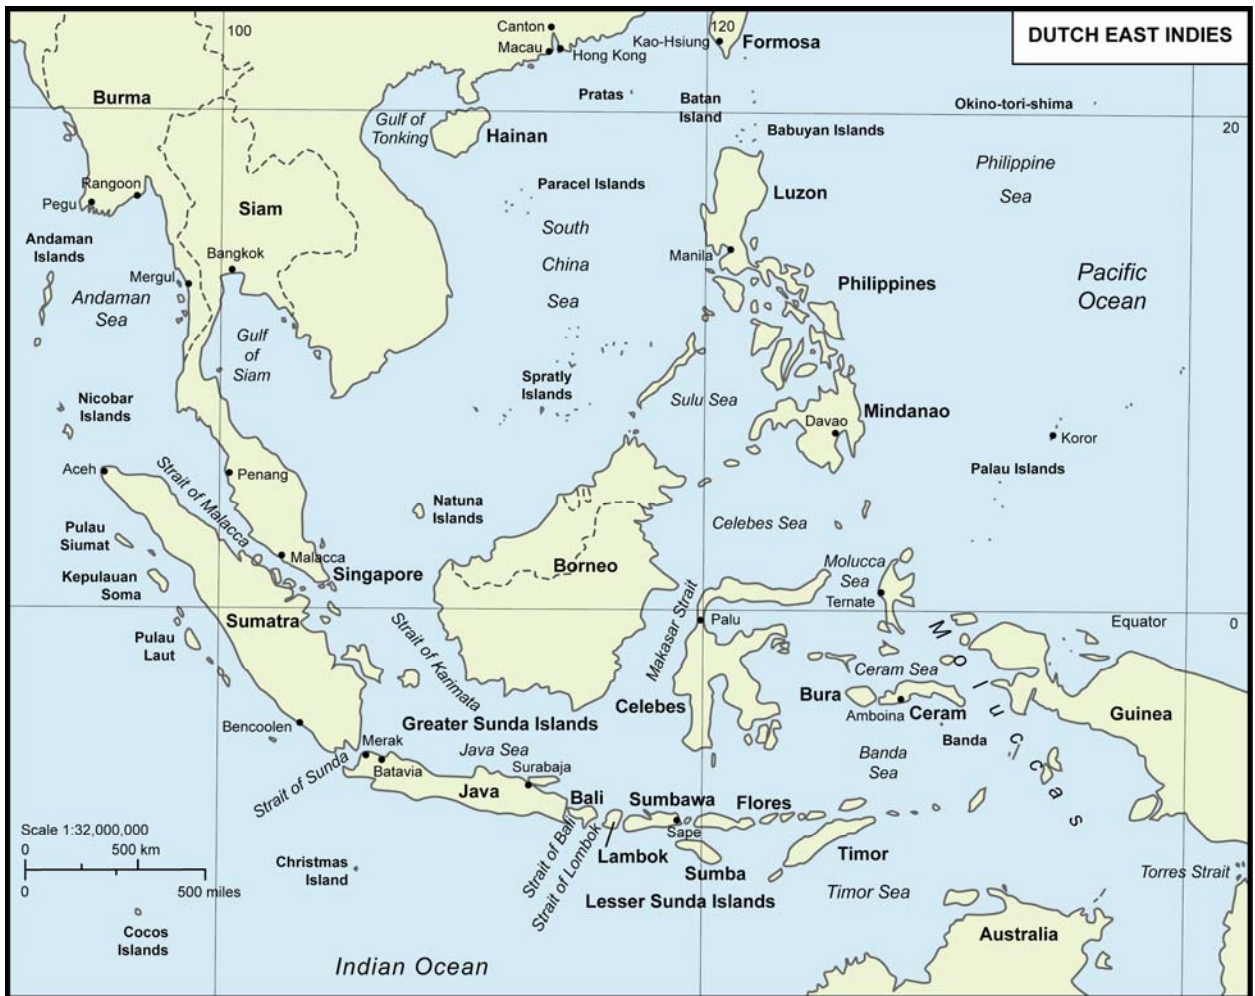 DUTCH EAST INDIES
100
120
Canton
Macau
Hong Kong
Kao-Hsiung
Formosa
Burma
Pratas
Batan
Island
Okino-tori-shima
20
Gulf of
Tonking
Hainan
Babuyan Islands
Philippine
Sea
Rangoon
Pegu
Paracel Islands
Luzon
Siam
South
China
Sea
Andaman
Islands
Bangkok
Manila
Mergul
Andaman
Sea
Philippines
Pacific
Ocean
Gulf
of
Siam
Spratly
Islands
Nicobar
Islands
Sulu Sea
Mindanao
Davao
Koror
Aceh
Strait of Malacca
Penang
Palau Islands
Natuna
Islands
Pulau
Siumat
Celebes Sea
Malacca
Singapore
Borneo
Molucca
Sea
Ternate
Kepulauan
Soma
Sumatra
Makasar Strait
Palu
Equator
0
Pulau
Laut
Strait of Karimata
Moluccas
Ceram Sea
Bura
Celebes
Amboina
Ceram
Guinea
Bencoolen
Greater Sunda Islands
Banda
Merak
Java Sea
Banda
Sea
Strait of Sunda
Batavia
Surabaja
Java
Bali
Sumbawa
Flores
Sape
Scale 1:32,000,000
0
500 km
0
500 miles
Strait of Bali
Strait of Lombok
Lambok
Timor
Christmas
Island
Sumba
Torres Strait
Lesser Sunda Islands
Timor Sea
Cocos
Islands
Australia
Indian Ocean